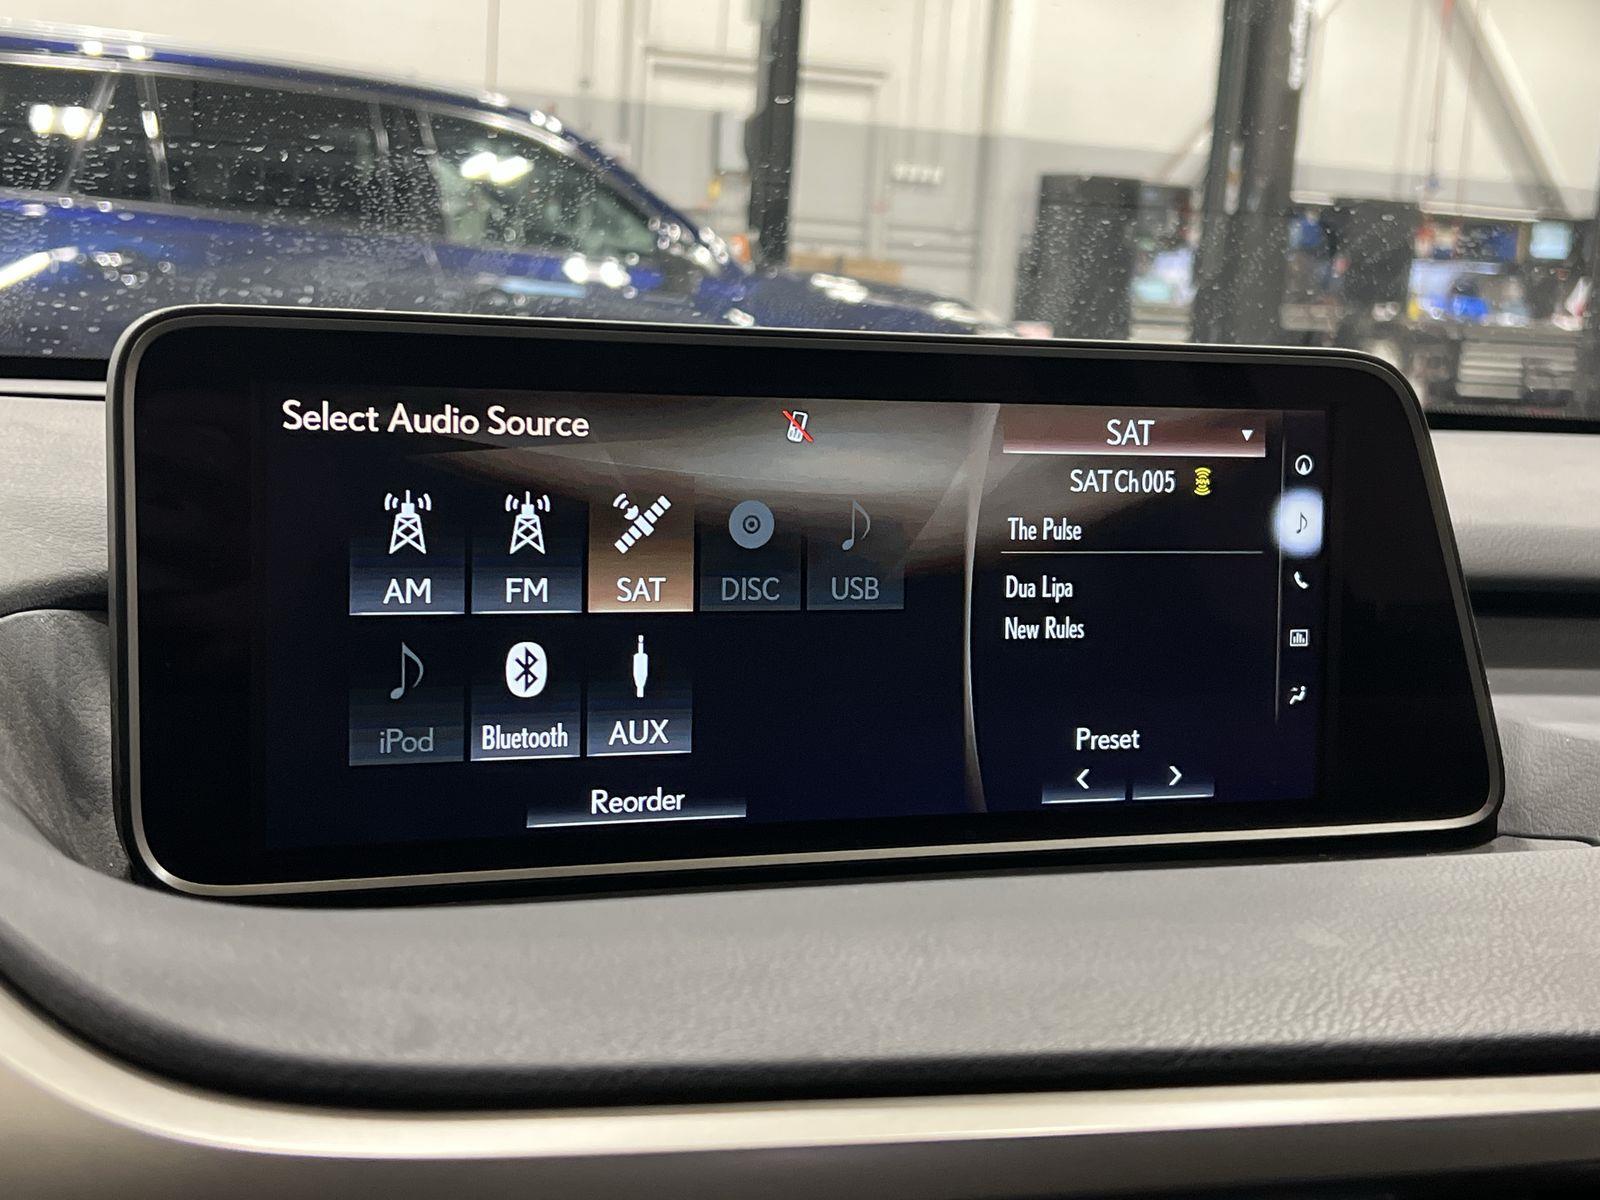 Select Audio Source
AM
FM
SAT
DISC
USB
iPod
Bluetooth
AUX
Reorder
SAT
SAT Ch 005
The Pulse
Dua Lipa
New Rules
Preset